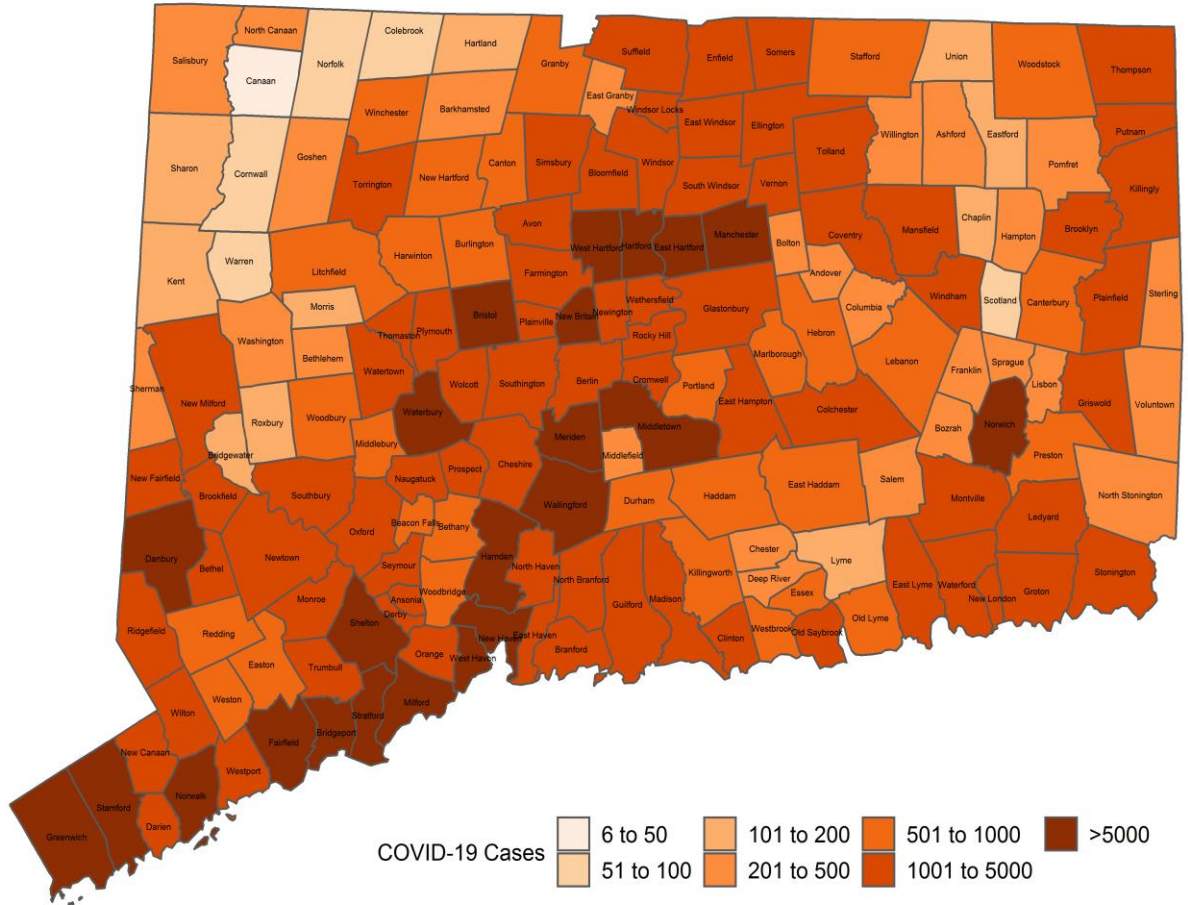 North Canaan
Colebrook
Hartland
Salisbury
Norfolk
Canaan
Granby
Suffield
Enfield
Somers
Stafford
Union
Woodstock
Thompson
East Granby
Windsor Locks
Winchester
Barkhamsted
East Windsor
Ellington
Willington
Ashford
Eastford
Putnam
Sharon
Cornwall
Goshen
Torrington
New Hartford
Canton
Simsbury
Bloomfield
Windsor
South Windsor
Vernon
Tolland
Pomfret
Killingly
Kent
Warren
Litchfield
Harwinton
Burlington
Avon
West Hartford
Hartford
East Hartford
Manchester
Bolton
Coventry
Mansfield
Chaplin
Hampton
Brooklyn
Morris
Farmington
Andover
Columbia
Windham
Scotland
Canterbury
Plainfield
Sterling
Washington
Bethlehem
Thomaston
Plymouth
Bristol
Plainville
New Britain
Newington
Wethersfield
Rocky Hill
Glastonbury
Marlborough
Hebron
Lebanon
Franklin
Sprague
Lisbon
Griswold
Voluntown
Sherman
New Milford
Roxbury
Woodbury
Watertown
Wolcott
Southington
Berlin
Cromwell
Portland
East Hampton
Colchester
Bozrah
Norwich
Preston
North Stonington
Bridgewater
Middlebury
Waterbury
Meriden
Middletown
Middlefield
New Fairfield
Brookfield
Southbury
Naugatuck
Prospect
Cheshire
Wallingford
Durham
Haddam
East Haddam
Salem
Montville
Ledyard
Danbury
Bethel
Newtown
Oxford
Beacon Falls
Bethany
Hamden
North Haven
North Branford
Guilford
Madison
Killingworth
Chester
Deep River
Essex
Lyme
East Lyme
Waterford
New London
Groton
Stonington
Ridgefield
Redding
Monroe
Seymour
Ansonia
Derby
Woodbridge
Shelton
Orange
New Haven
West Haven
East Haven
Branford
Clinton
Westbrook
Old Saybrook
Old Lyme
Easton
Trumbull
Weston
Wilton
Milford
Stratford
Bridgeport
Fairfield
New Canaan
Westport
Norwalk
Darien
Stamford
Greenwich
COVID-19 Cases
6 to 50
51 to 100
101 to 200
201 to 500
501 to 1000
1001 to 5000
>5000